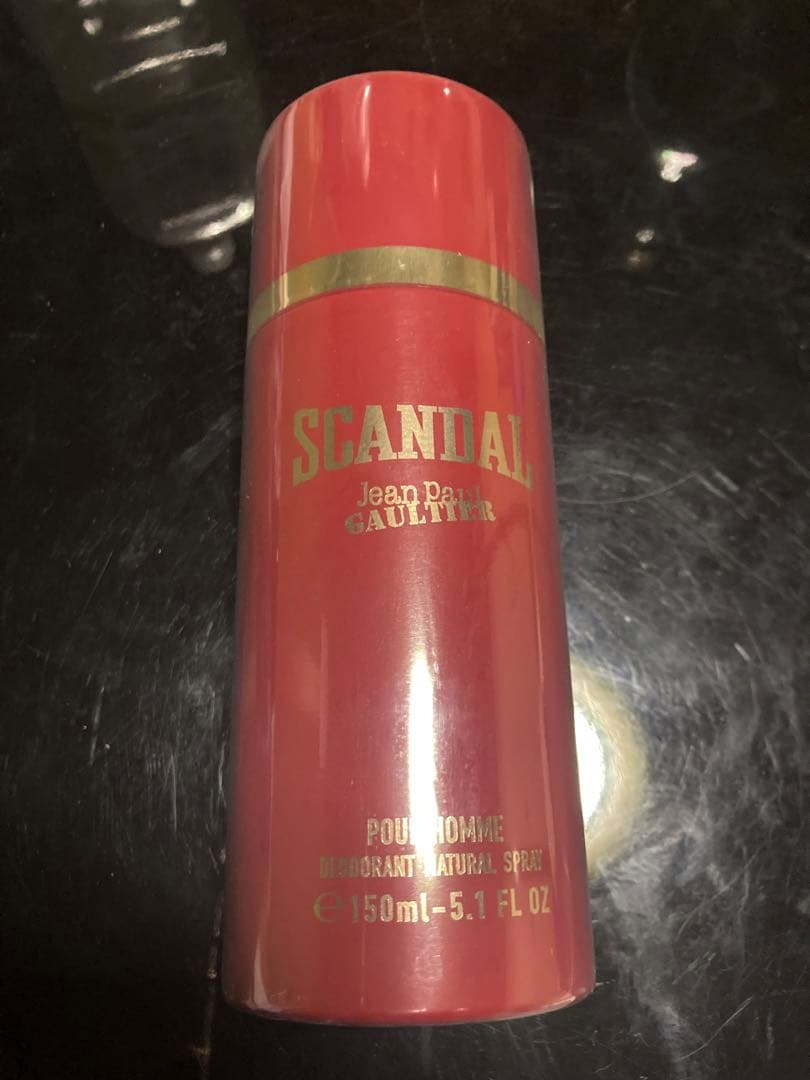 SCANDAL
Jean Paul
GAULTIER
POUR HOMME
DEODORANT NATURAL SPRAY
℮150ml-5.1 FL OZ